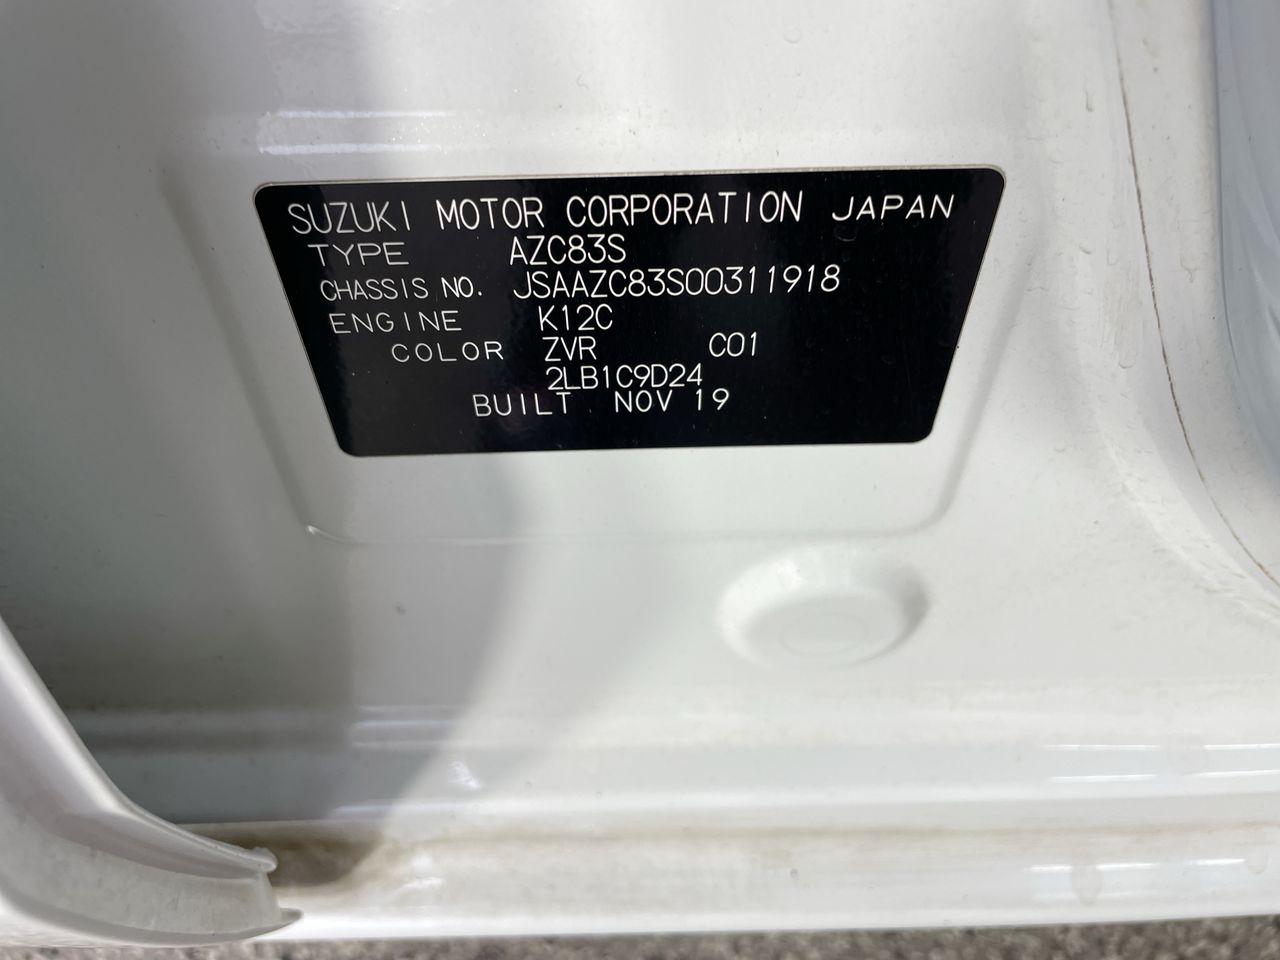 SUZUKI MOTOR CORPORATION JAPAN
TYPE AZC83S
CHASSIS NO. JSAAZC83S00311918
ENGINE K12C
COLOR ZVR C01
2LB1C9D24
BUILT NOV 19